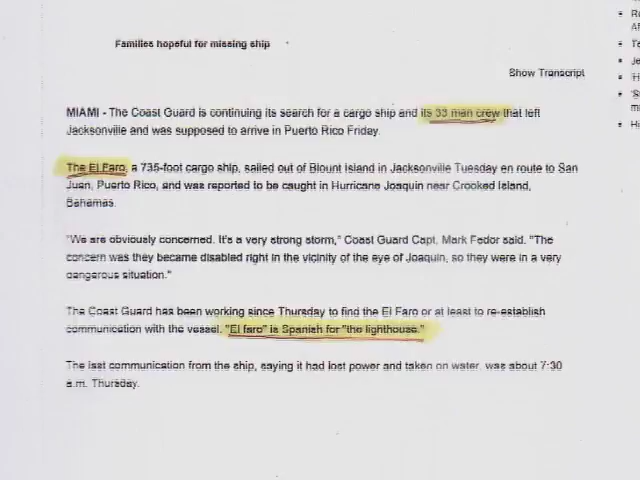 Families hopeful for missing ship
Show Transcript
MIAMI - The Coast Guard is continuing its search for a cargo ship and its 33 man crew that left
Jacksonville and was supposed to arrive in Puerto Rico Friday.
The El Faro, a 735-foot cargo ship, sailed out of Blount Island in Jacksonville Tuesday en route to San
Juan, Puerto Rico, and was reported to be caught in Hurricane Joaquin near Crooked Island,
Bahamas.
"We are obviously concerned. It's a very strong storm," Coast Guard Capt. Mark Fedor said. "The
concern was they became disabled right in the vicinity of the eye of Joaquin, so they were in a very
dangerous situation."
The Coast Guard has been working since Thursday to find the El Faro or at least to re-establish
communication with the vessel. "El faro" is Spanish for "the lighthouse."
The last communication from the ship, saying it had lost power and taken on water, was about 7:30
a.m. Thursday.